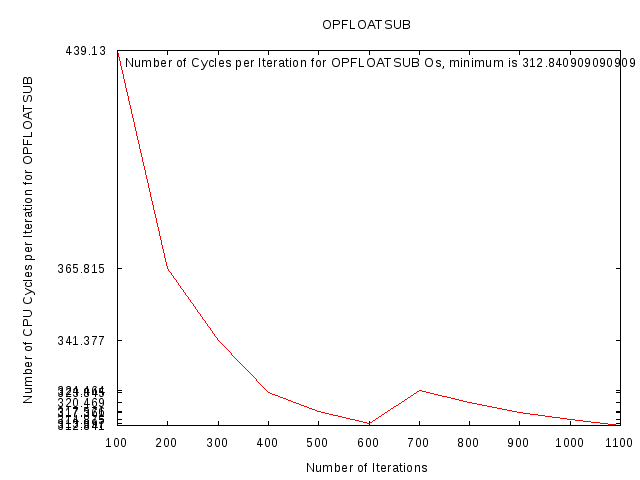 OPFLOATSUB
Number of Cycles per Iteration for OPFLOATSUB Os, minimum is 312.840909090909
Number of CPU Cycles per Iteration for OPFLOATSUB
439.13
365.815
341.377
320.469
312.841
100 200 300 400 500 600 700 800 900 1000 1100
Number of Iterations